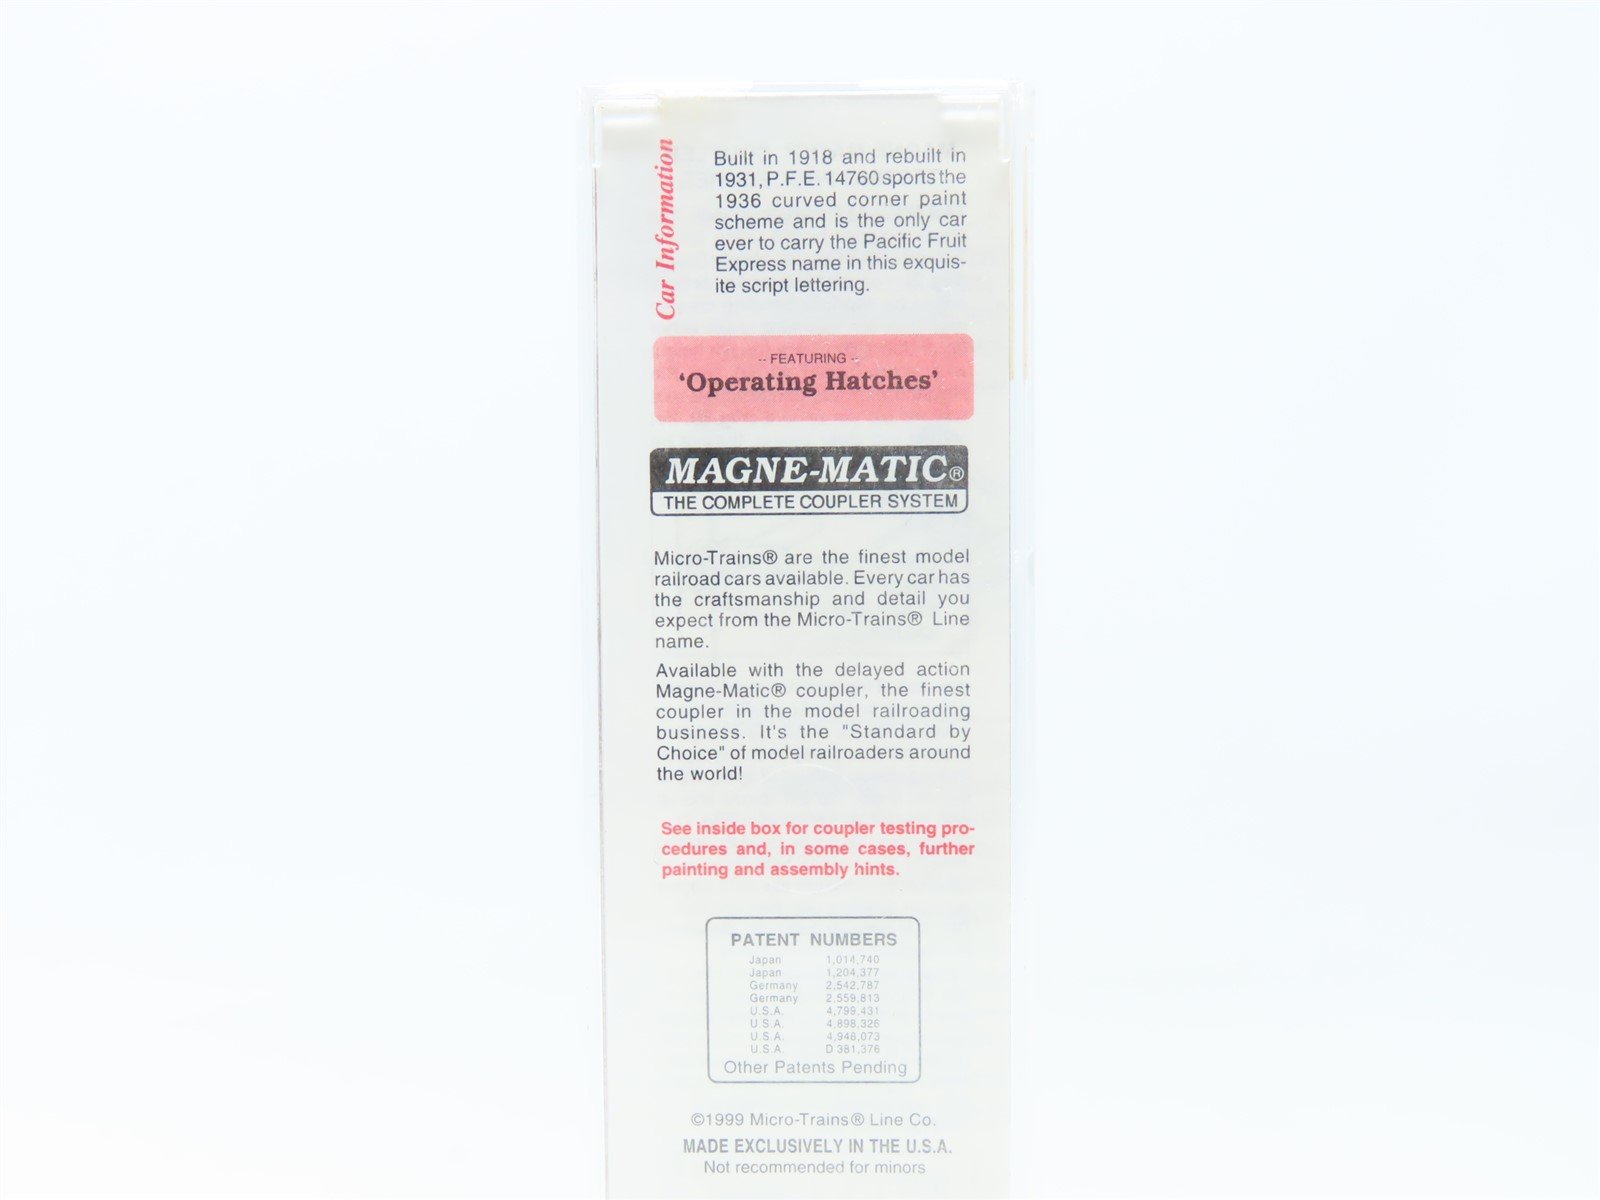 Car Information
Built in 1918 and rebuilt in
1931, P.F.E. 14760 sports the
1936 curved corner paint
scheme and is the only car
ever to carry the Pacific Fruit
Express name in this exquis-
ite script lettering.
-- FEATURING --
‘Operating Hatches’
MAGNE-MATIC®
THE COMPLETE COUPLER SYSTEM
Micro-Trains® are the finest model
railroad cars available. Every car has
the craftsmanship and detail you
expect from the Micro-Trains® Line
name.
Available with the delayed action
Magne-Matic® coupler, the finest
coupler in the model railroading
business. It's the "Standard by
Choice" of model railroaders around
the world!
See inside box for coupler testing pro-
cedures and, in some cases, further
painting and assembly hints.
PATENT NUMBERS
Japan 1,014,740
Japan 1,204,377
Germany 2,542,787
Germany 2,559,813
U.S.A. 4,799,431
U.S.A. 4,898,326
U.S.A. 4,946,073
U.S.A. D 381,376
Other Patents Pending
©1999 Micro-Trains® Line Co.
MADE EXCLUSIVELY IN THE U.S.A.
Not recommended for minors